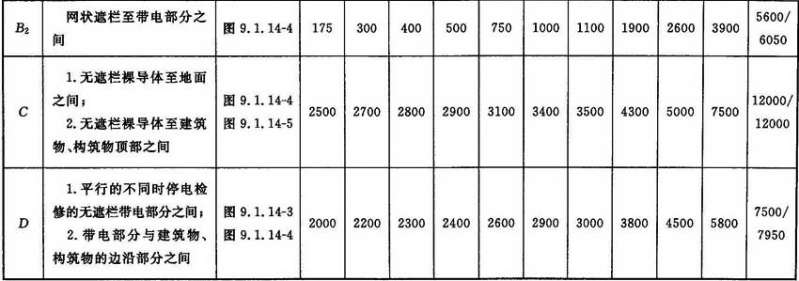 B₂ 网状遮栏至带电部分之 图 9.1.14-4 175 300 400 500 750 1000 1100 1900 2600 3900 5600/
间 6050
1.无遮栏裸导体至地面
之间; 图 9.1.14-4 12000/
C 2500 2700 2800 2900 3100 3400 3500 4300 5000 7500
2.无遮栏裸导体至建筑 图 9.1.14-5 12000
物、构筑物顶部之间
1.平行的不同时停电检
修的无遮栏带电部分之间; 图 9.1.14-3 7500/
D 2000 2200 2300 2400 2600 2900 3000 3800 4500 5800
2.带电部分与建筑物、 图 9.1.14-4 7950
构筑物的边沿部分之间